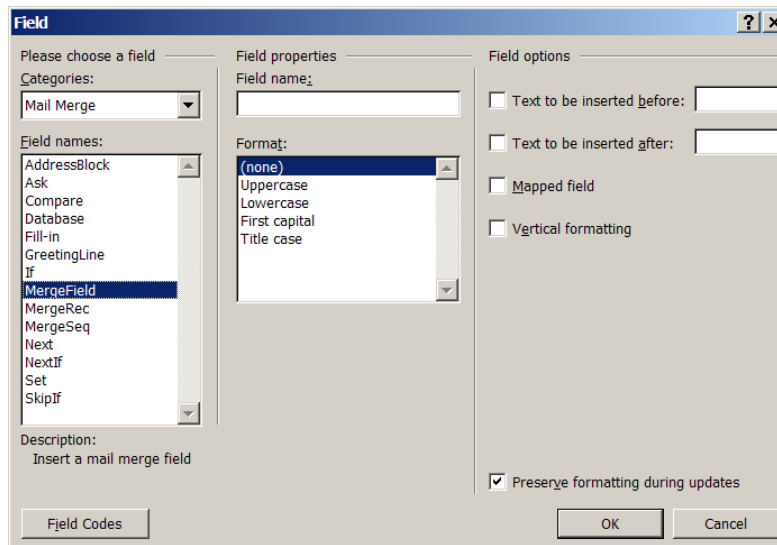 Field
Please choose a field
Categories:
Mail Merge
Field names:
AddressBlock
Ask
Compare
Database
Fill-in
GreetingLine
If
MergeField
MergeRec
MergeSeq
Next
NextIf
Set
SkipIf
Description:
Insert a mail merge field
Field Codes
Field properties
Field name:
Format:
(none)
Uppercase
Lowercase
First capital
Title case
Field options
Text to be inserted before:
Text to be inserted after:
Mapped field
Vertical formatting
Preserve formatting during updates
OK
Cancel